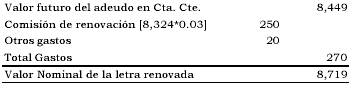 Valor futuro del adeudo en Cta. Cte. 8,449
Comisión de renovación [8,324*0.03] 250
Otros gastos 20
Total Gastos 270
Valor Nominal de la letra renovada 8,719